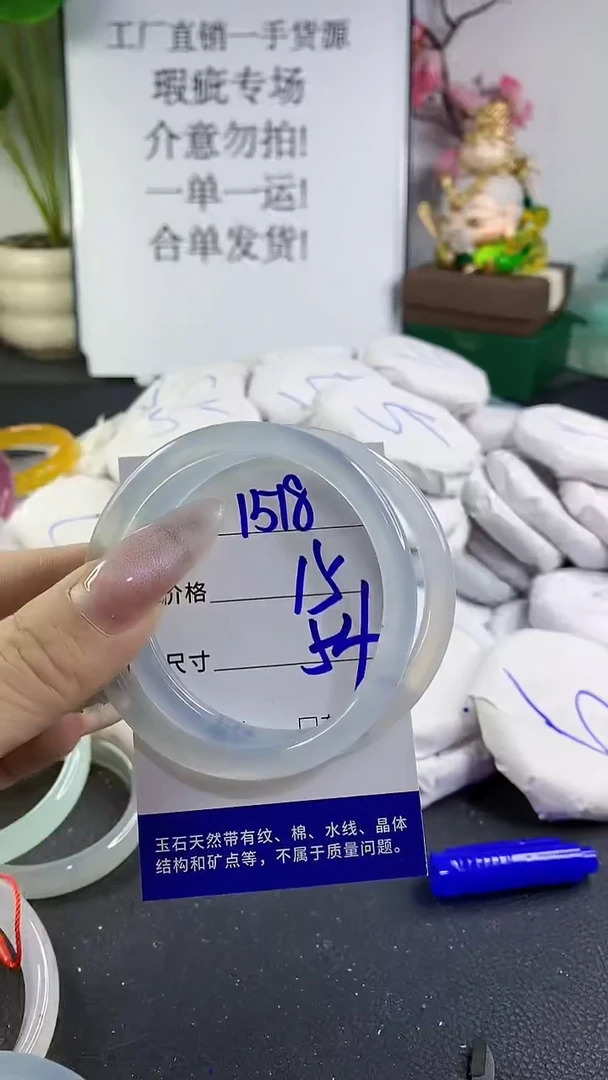 工厂直销一手货源
瑕疵专场
介意勿拍!
一单一运!
合单发货!
1518
价格 15
尺寸 54
玉石天然带有纹、棉、水线、晶体
结构和矿点等，不属于质量问题。